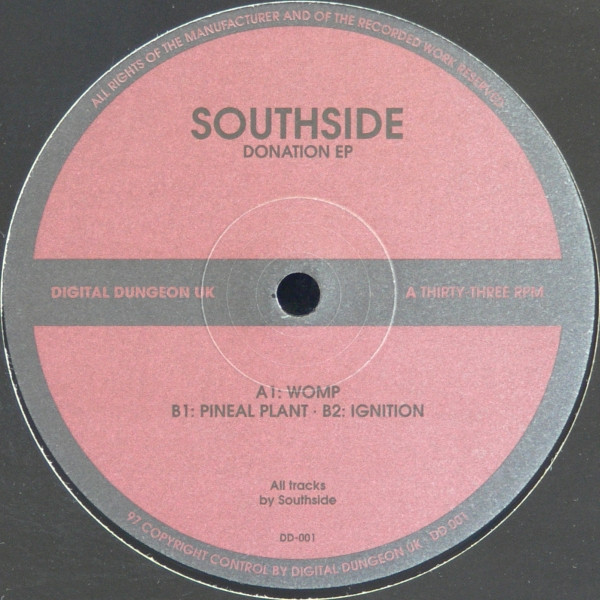 ALL RIGHTS OF THE MANUFACTURER AND OF THE RECORDED WORK RESERVED
SOUTHSIDE
DONATION EP
DIGITAL DUNGEON UK
A THIRTY THREE RPM
A1: WOMP
B1: PINEAL PLANT · B2: IGNITION
All tracks
by Southside
DD-001
97 COPYRIGHT CONTROL BY DIGITAL DUNGEON UK · DD-001